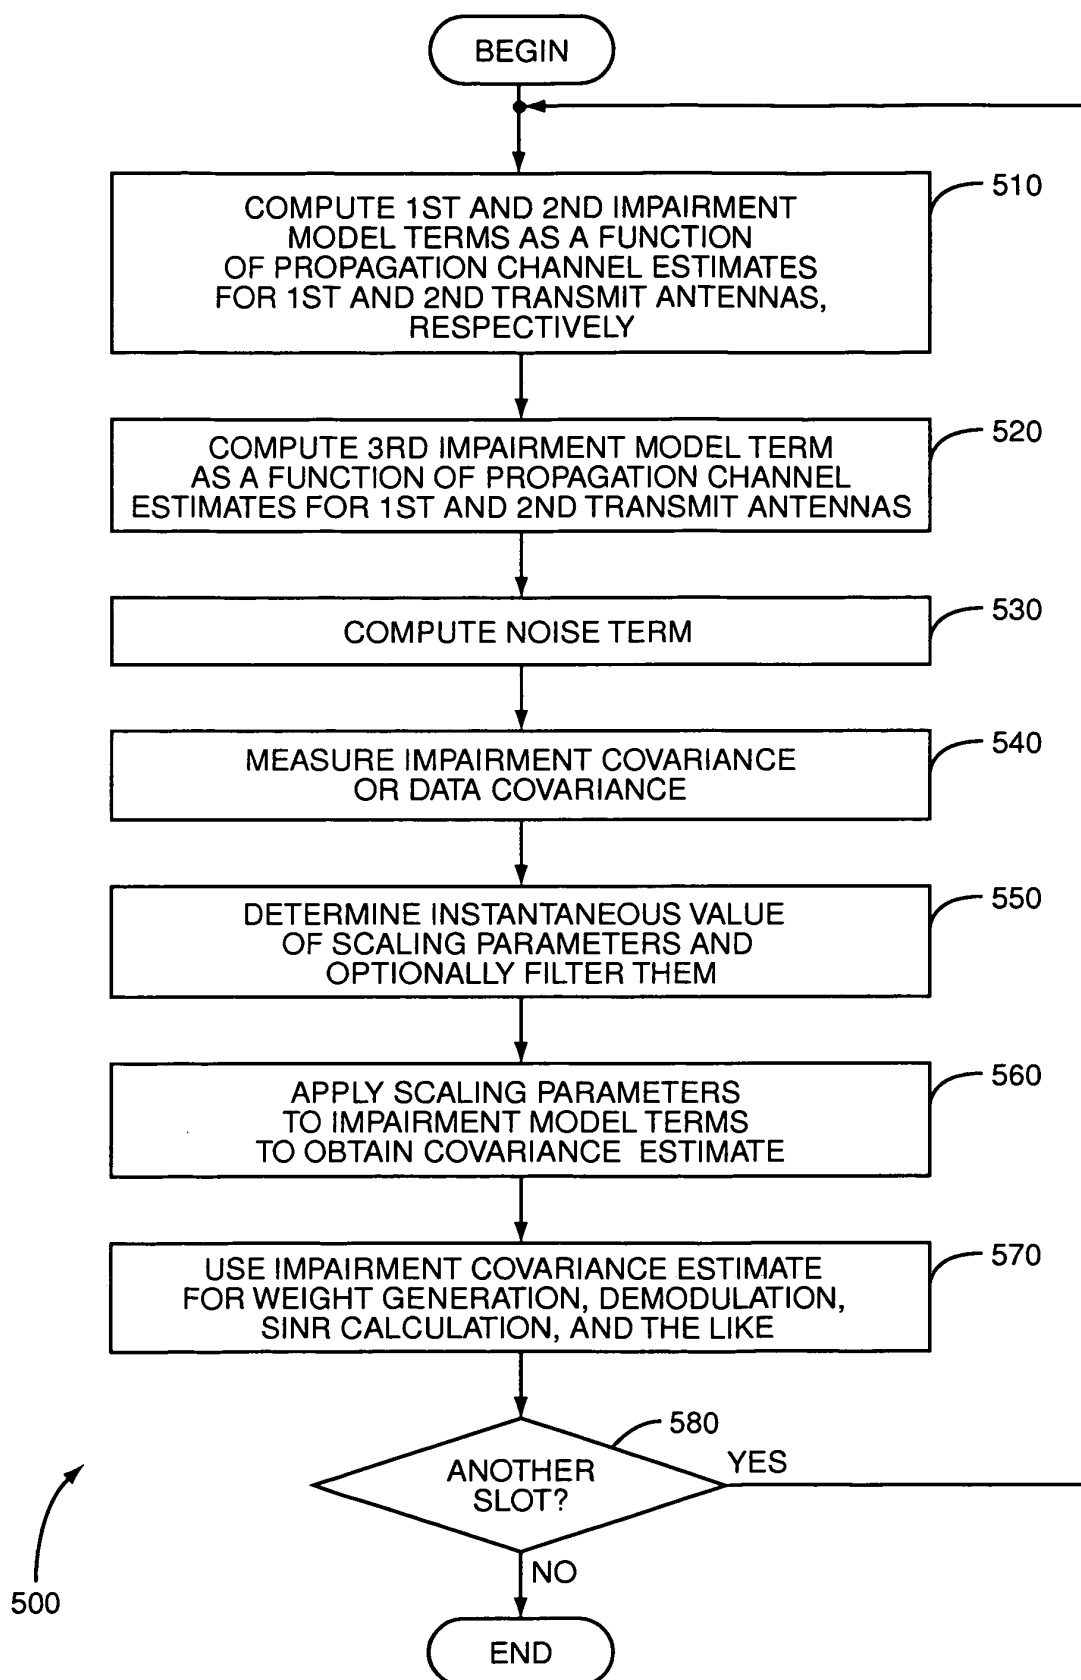 BEGIN
COMPUTE 1ST AND 2ND IMPAIRMENT
MODEL TERMS AS A FUNCTION
OF PROPAGATION CHANNEL ESTIMATES
FOR 1ST AND 2ND TRANSMIT ANTENNAS,
RESPECTIVELY
510
COMPUTE 3RD IMPAIRMENT MODEL TERM
AS A FUNCTION OF PROPAGATION CHANNEL
ESTIMATES FOR 1ST AND 2ND TRANSMIT ANTENNAS
520
COMPUTE NOISE TERM
530
MEASURE IMPAIRMENT COVARIANCE
OR DATA COVARIANCE
540
DETERMINE INSTANTANEOUS VALUE
OF SCALING PARAMETERS AND
OPTIONALLY FILTER THEM
550
APPLY SCALING PARAMETERS
TO IMPAIRMENT MODEL TERMS
TO OBTAIN COVARIANCE ESTIMATE
560
USE IMPAIRMENT COVARIANCE ESTIMATE
FOR WEIGHT GENERATION, DEMODULATION,
SINR CALCULATION, AND THE LIKE
570
ANOTHER
SLOT?
580
YES
NO
500
END